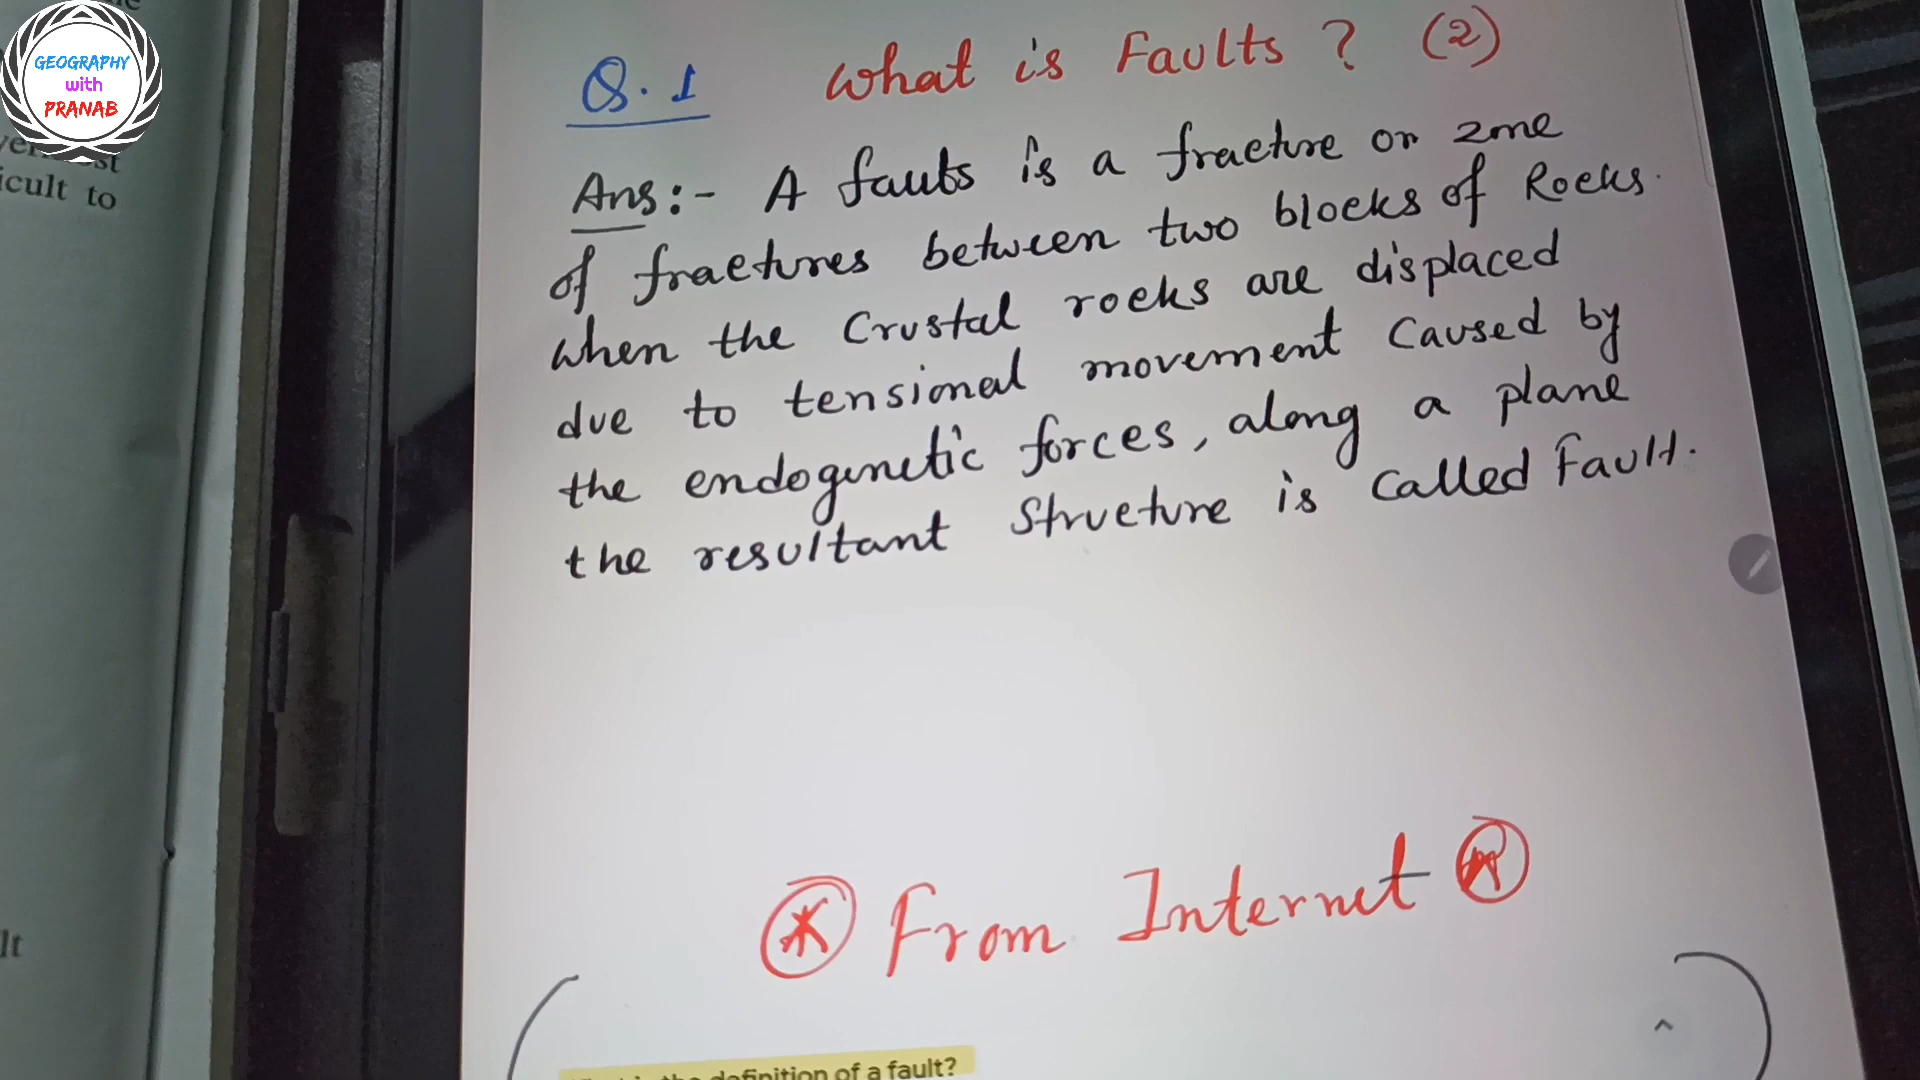 GEOGRAPHY
with
PRANAB
icult to
lt
Q.1 What is Faults ? (2)
Ans:- A faults is a fracture or zone
of fractures between two blocks of Rocks.
when the Crustal rocks are displaced
due to tensional movement caused by
the endogenetic forces, along a plane
the resultant structure is called Fault.
From Internet
definition of a fault?